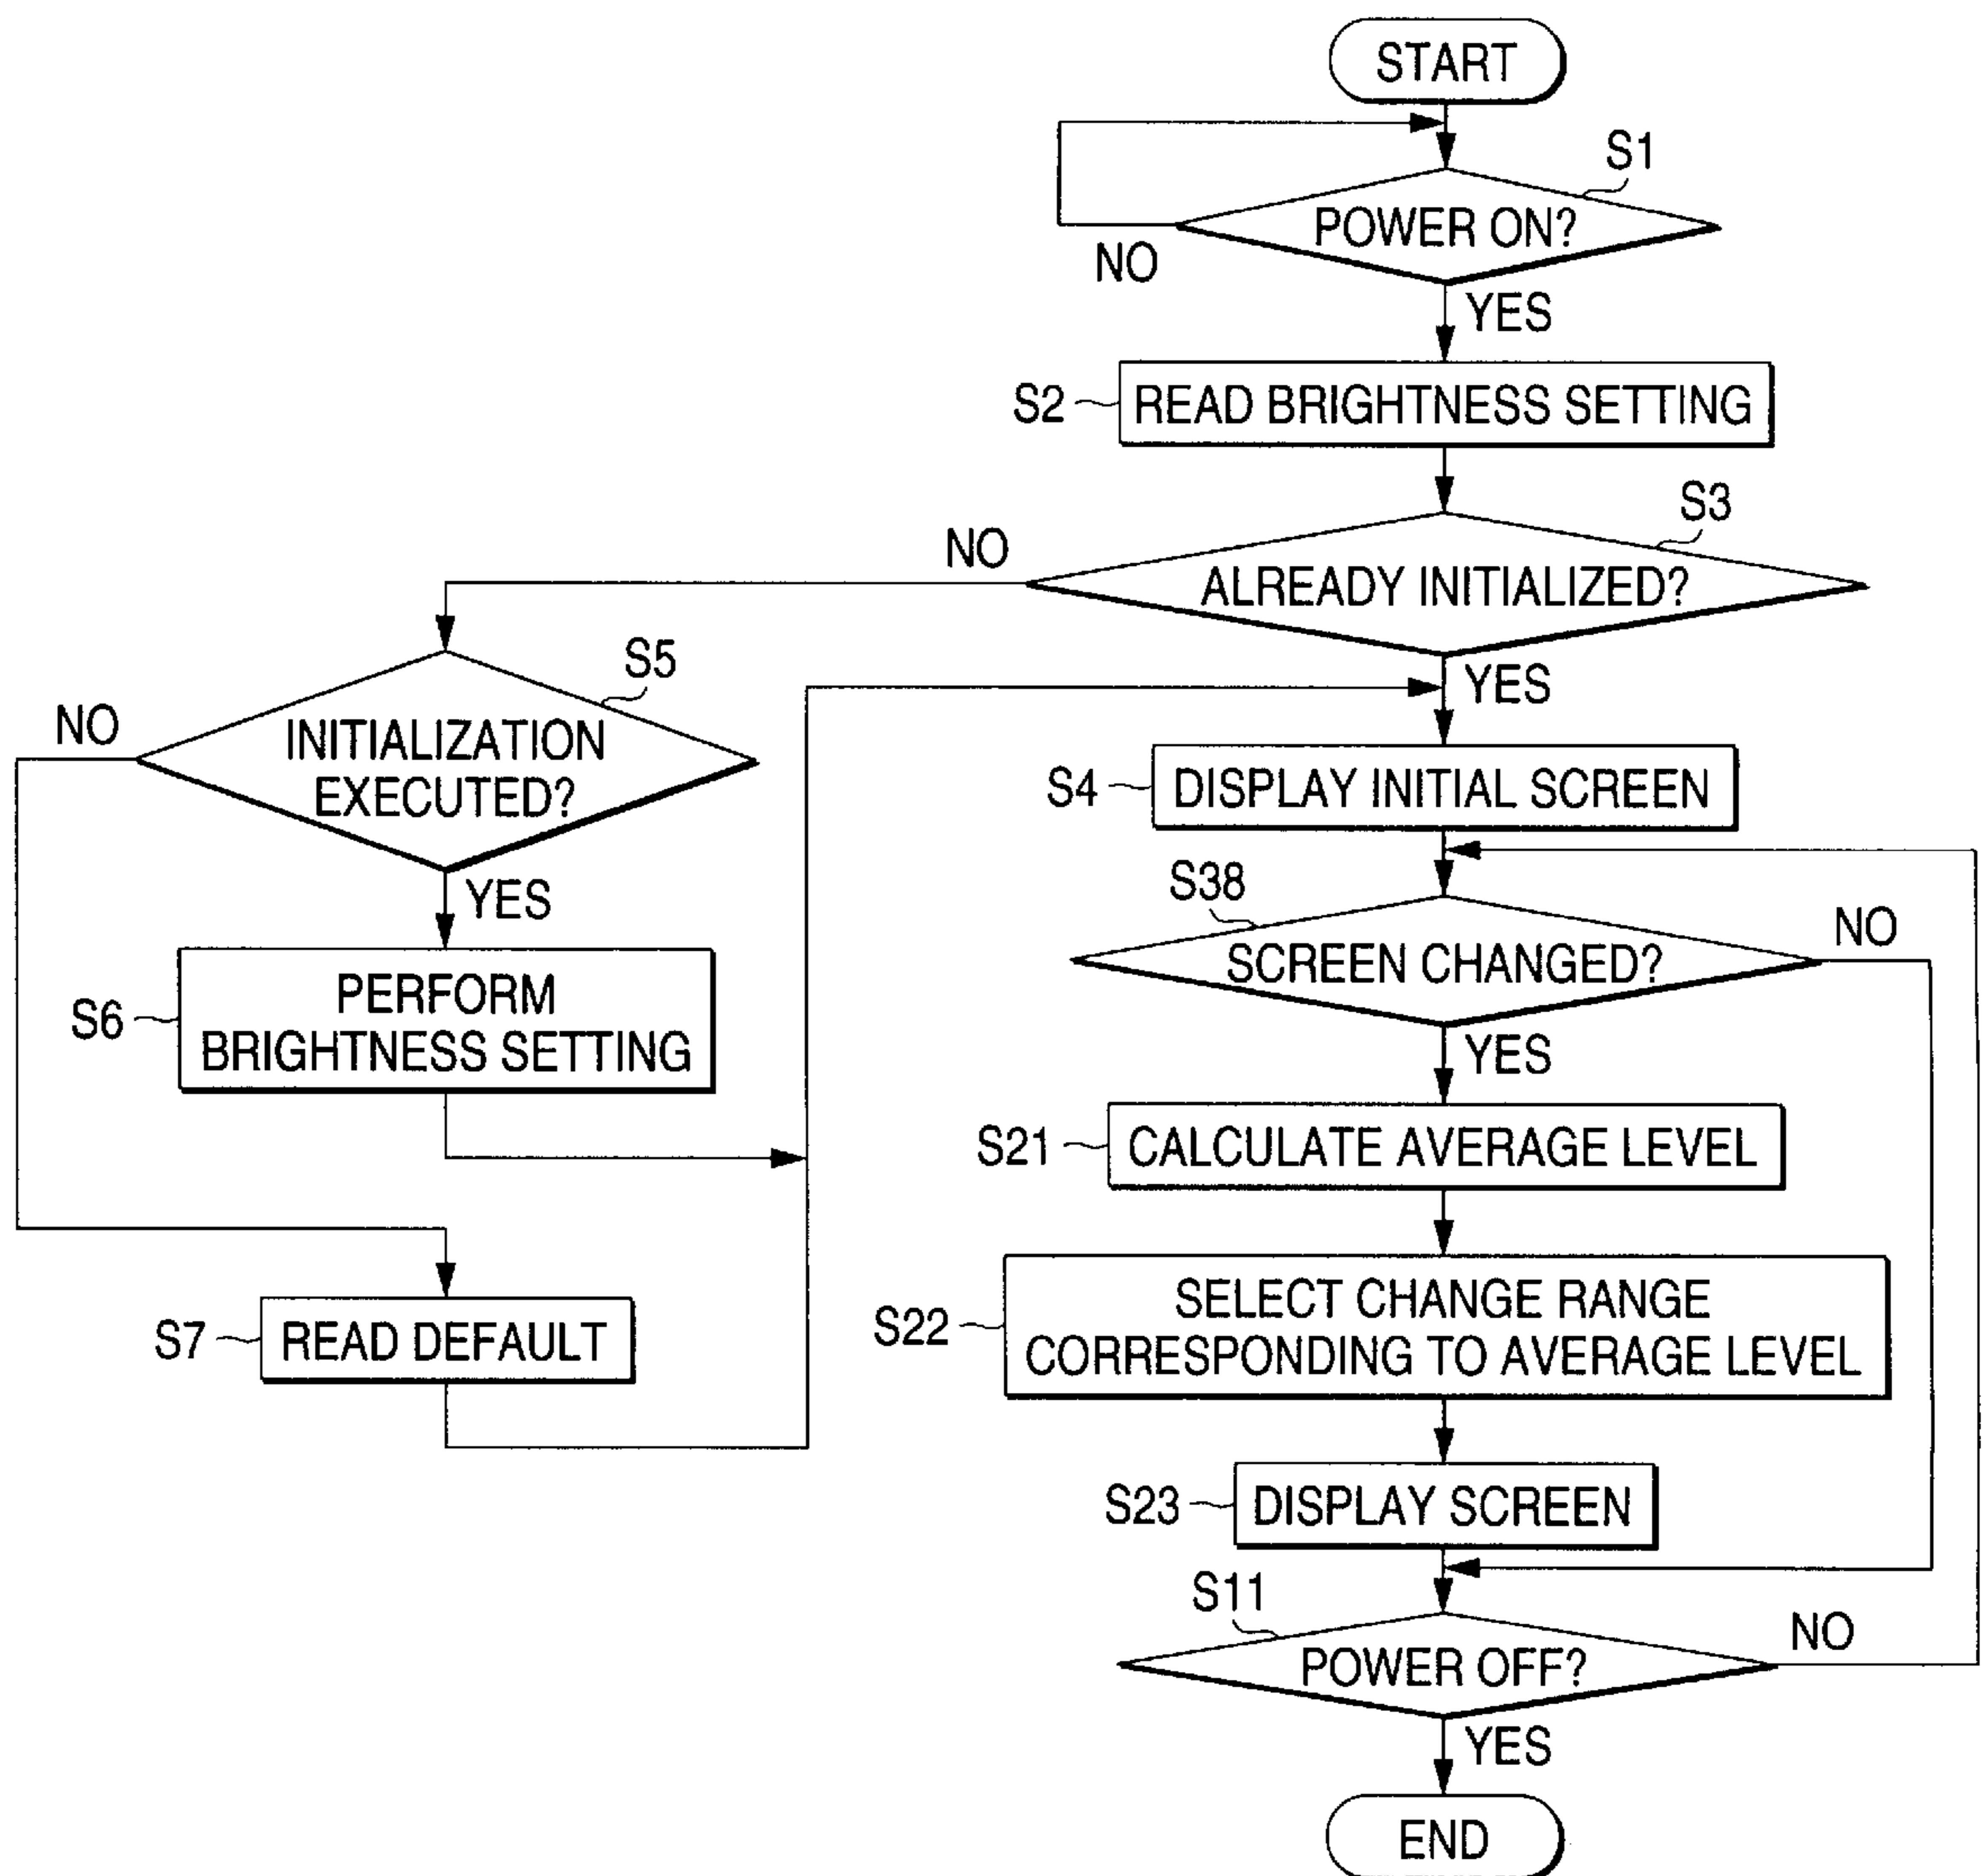 START
S1
POWER ON?
NO
YES
S2
READ BRIGHTNESS SETTING
S3
NO
ALREADY INITIALIZED?
YES
S5
NO
INITIALIZATION
EXECUTED?
YES
S4
DISPLAY INITIAL SCREEN
S38
NO
SCREEN CHANGED?
YES
S6
PERFORM
BRIGHTNESS SETTING
S21
CALCULATE AVERAGE LEVEL
S22
SELECT CHANGE RANGE
CORRESPONDING TO AVERAGE LEVEL
S7
READ DEFAULT
S23
DISPLAY SCREEN
S11
NO
POWER OFF?
YES
END